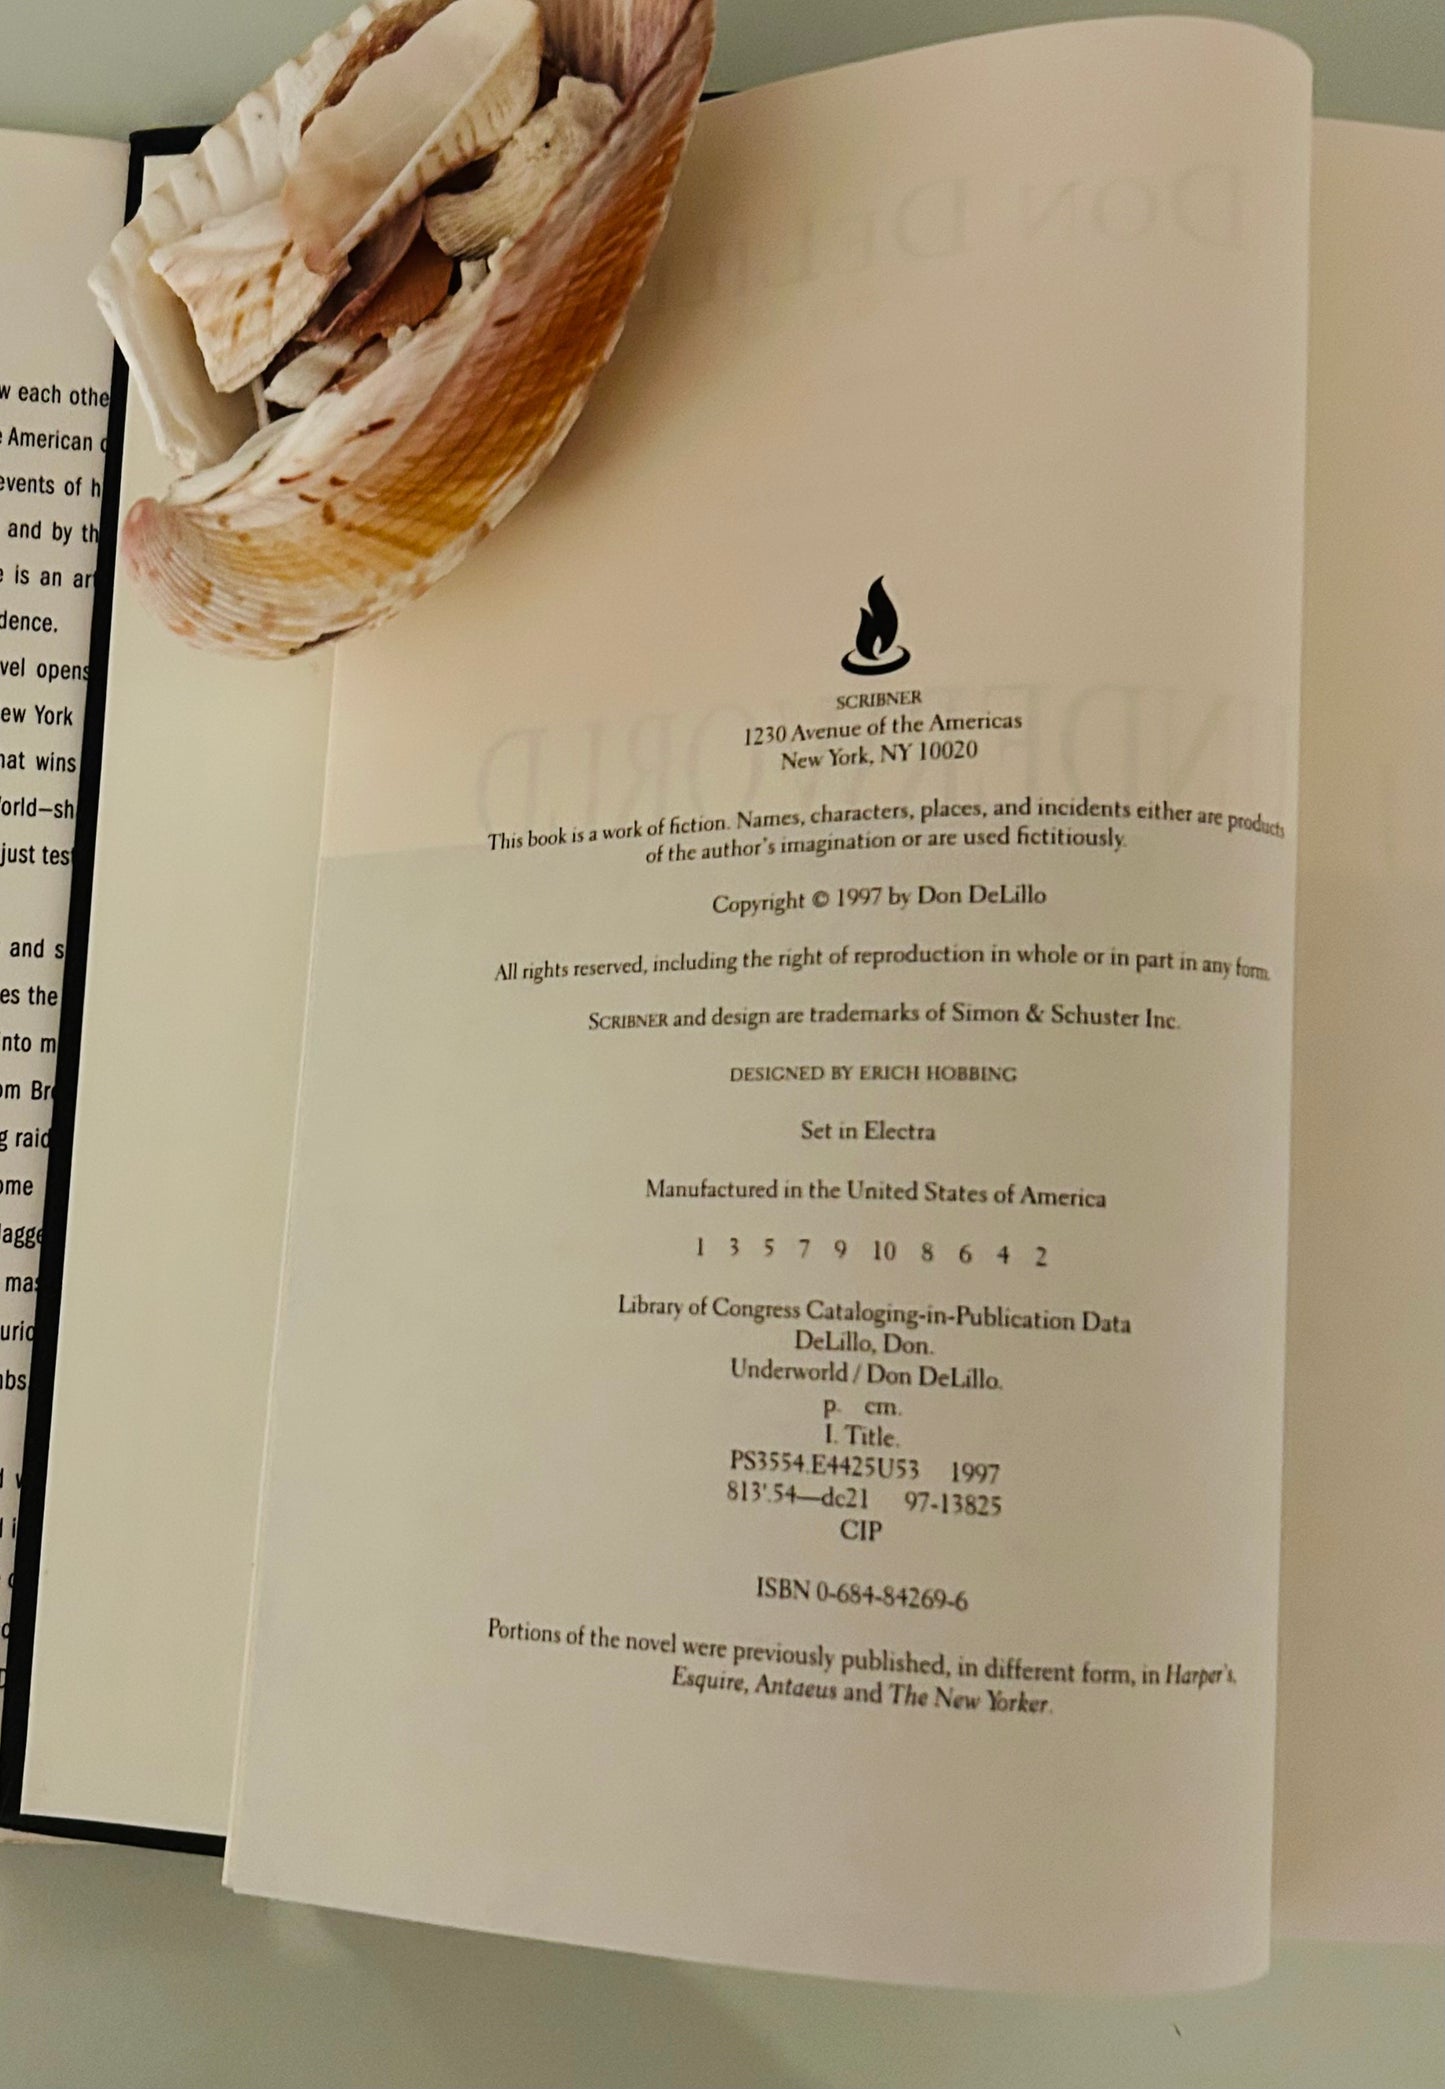 w each othe
American
events of h
and by th
is an ar
dence.
vel opens
ew York
hat wins
orld—sh
just tes
and s
es the
nto m
om Br
g raid
ome
agge
mas
uric
nbs
DON DELILL
NDERWORLD
SCRIBNER
1230 Avenue of the Americas
New York, NY 10020
This book is a work of fiction. Names, characters, places, and incidents either are products
of the author's imagination or are used fictitiously.
Copyright © 1997 by Don DeLillo
All rights reserved, including the right of reproduction in whole or in part in any form.
SCRIBNER and design are trademarks of Simon & Schuster Inc.
DESIGNED BY ERICH HOBBING
Set in Electra
Manufactured in the United States of America
1 3 5 7 9 10 8 6 4 2
Library of Congress Cataloging-in-Publication Data
DeLillo, Don.
Underworld / Don DeLillo.
p. cm.
I. Title.
PS3554.E4425U53 1997
813'.54—dc21 97-13825
CIP
ISBN 0-684-84269-6
Portions of the novel were previously published, in different form, in Harper's,
Esquire, Antaeus and The New Yorker.